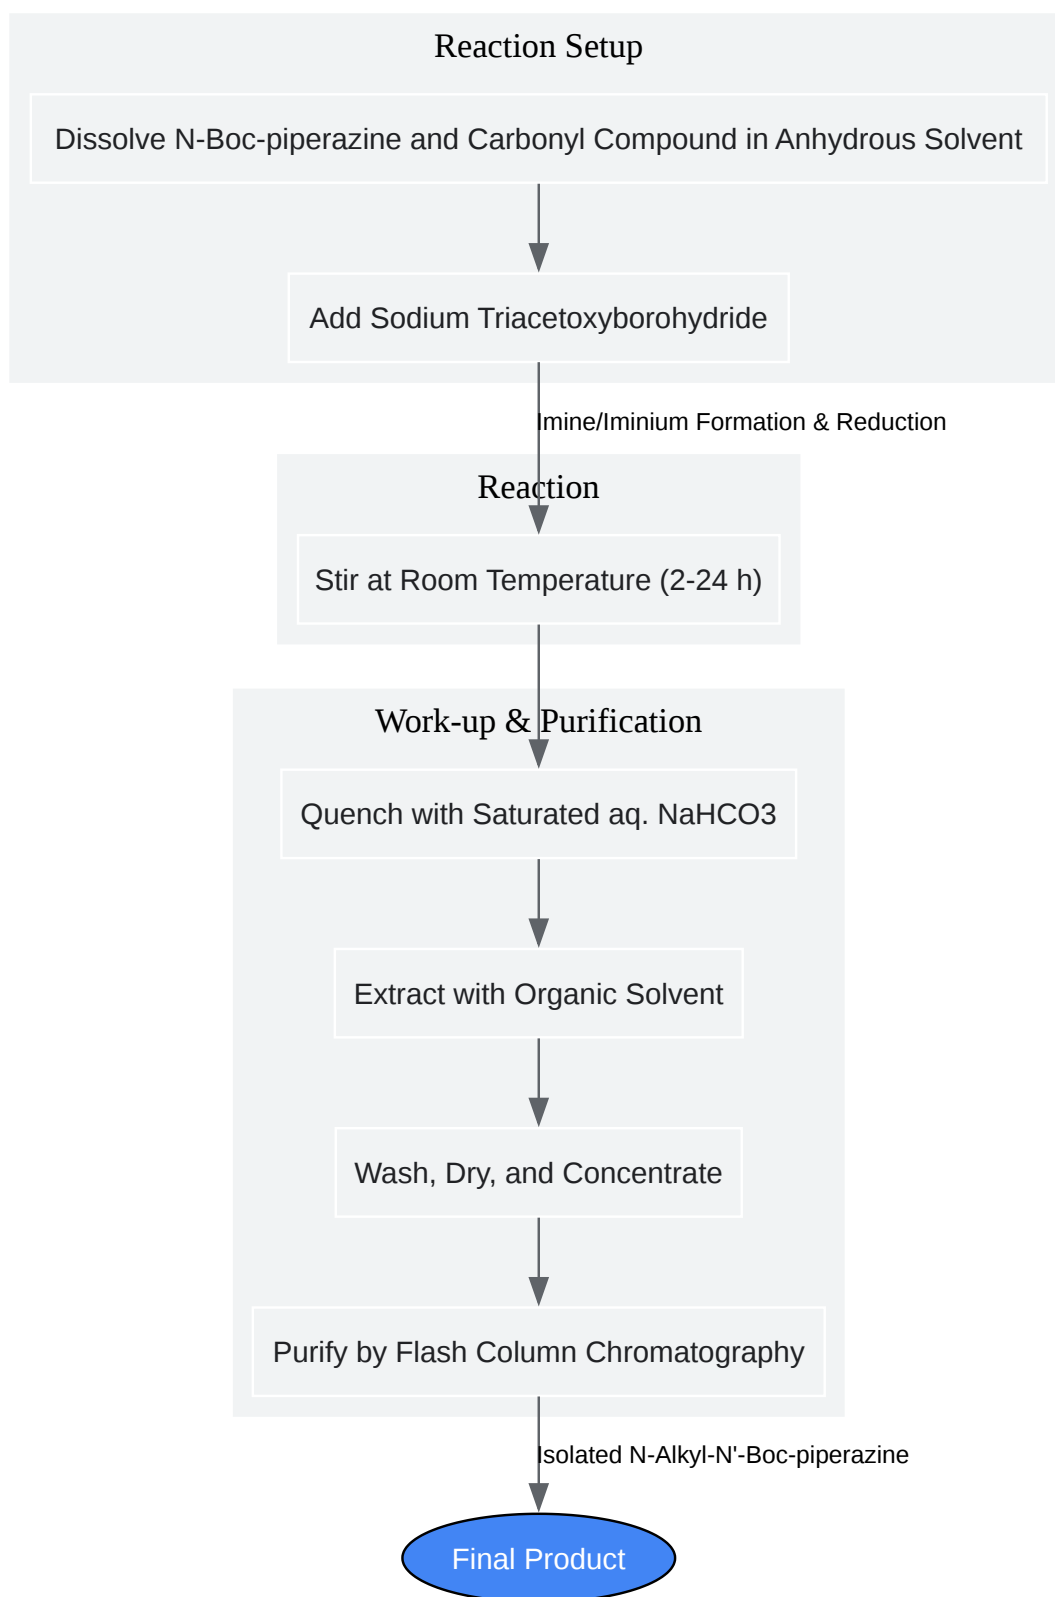 Reaction Setup
Dissolve N-Boc-piperazine and Carbonyl Compound in Anhydrous Solvent
Add Sodium Triacetoxyborohydride
Imine/Iminium Formation & Reduction
Reaction
Stir at Room Temperature (2-24 h)
Work-up & Purification
Quench with Saturated aq. NaHCO3
Extract with Organic Solvent
Wash, Dry, and Concentrate
Purify by Flash Column Chromatography
Isolated N-Alkyl-N'-Boc-piperazine
Final Product